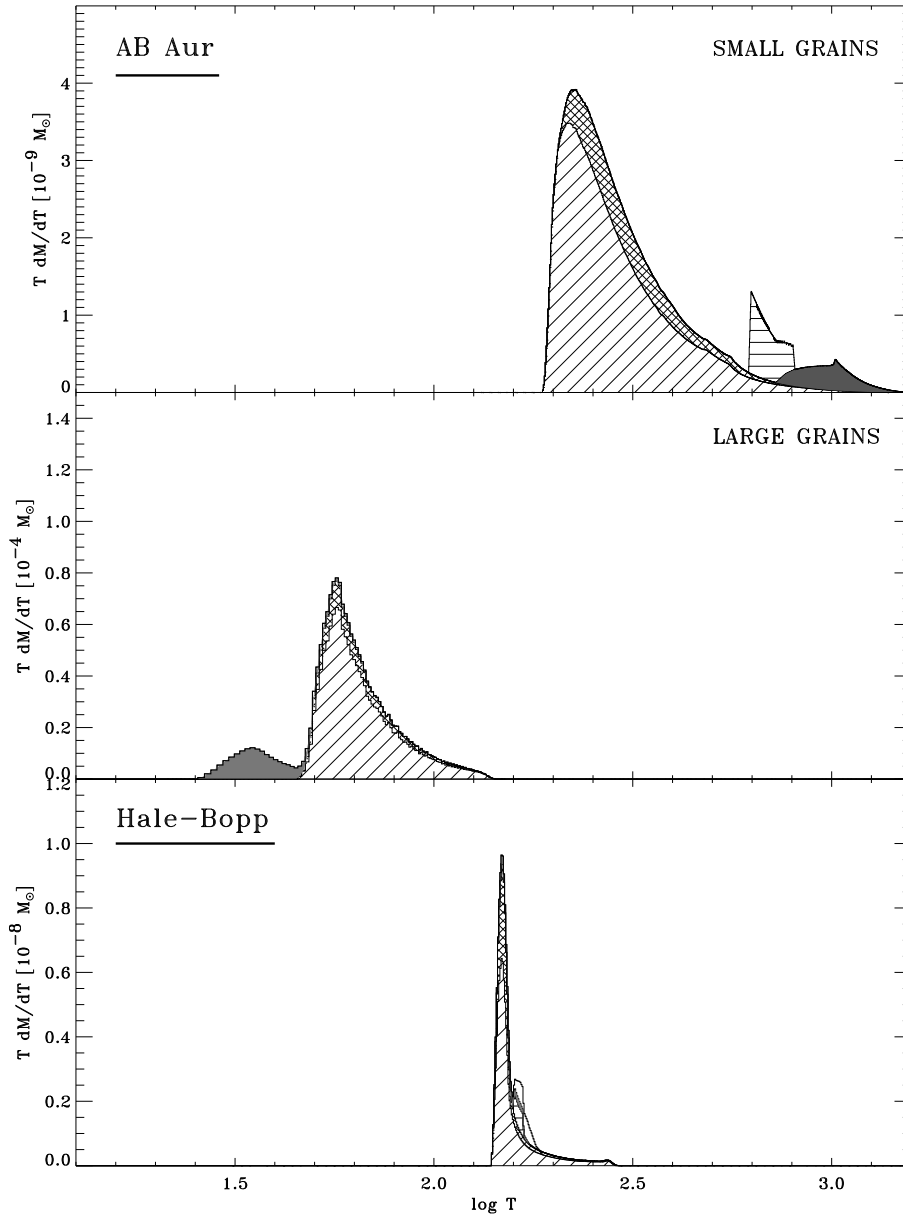 AB Aur
SMALL GRAINS
T dM/dT [10⁻⁹ M☉]
4
3
2
1
0
LARGE GRAINS
T dM/dT [10⁻⁴ M☉]
1.4
1.2
1.0
0.8
0.6
0.4
0.2
0.0
Hale-Bopp
T dM/dT [10⁻⁸ M☉]
1.2
1.0
0.8
0.6
0.4
0.2
0.0
1.5 2.0 2.5 3.0
log T